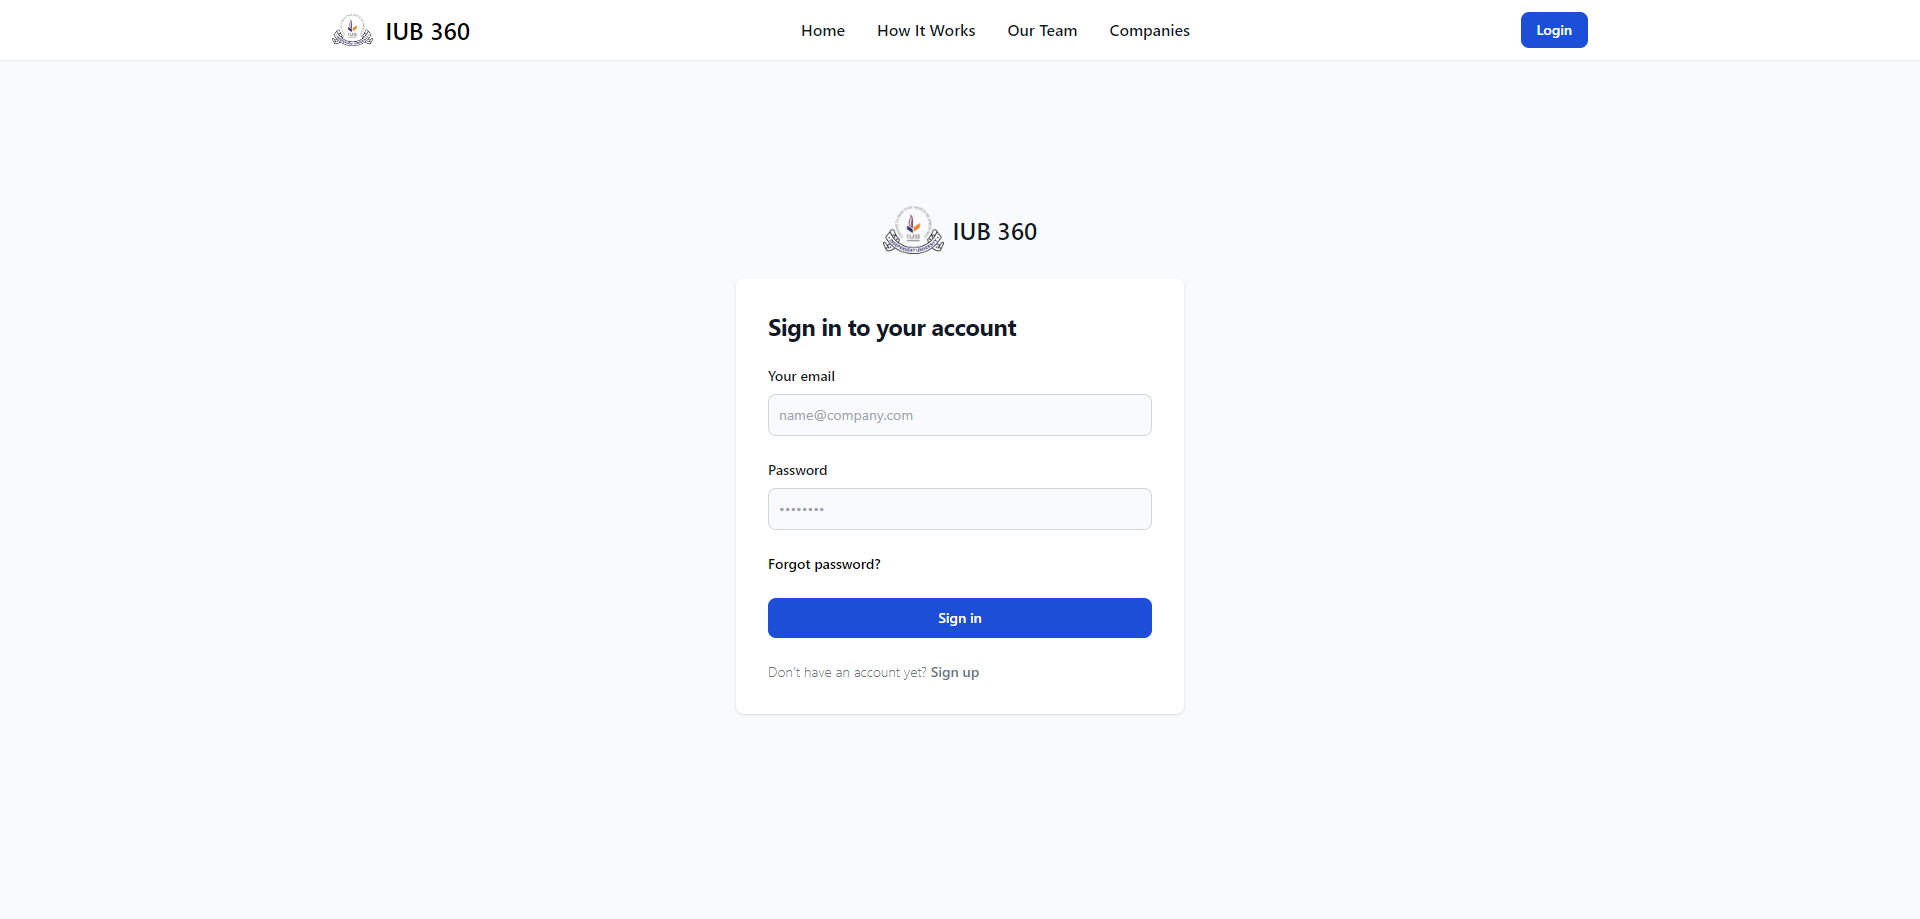 IUB 360
Home
How It Works
Our Team
Companies
Login
IUB
IUB 360
Sign in to your account
Your email
name@company.com
Password
••••••••
Forgot password?
Sign in
Don't have an account yet? Sign up